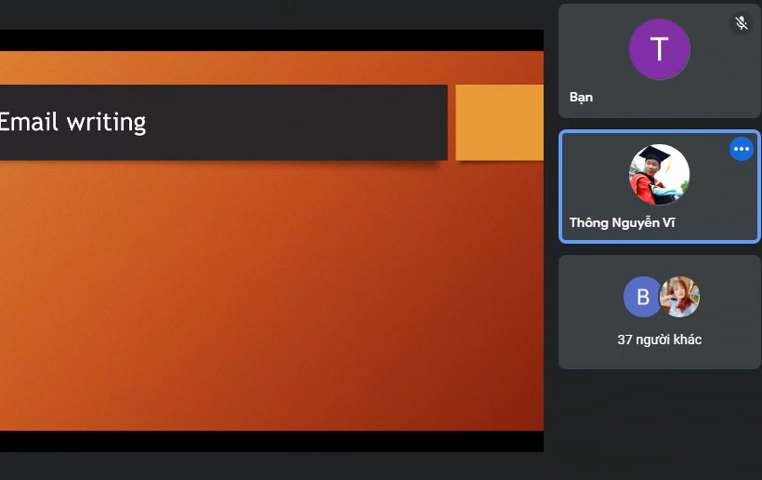 Email writing
T
Bạn
Thông Nguyễn Vĩ
B
37 người khác